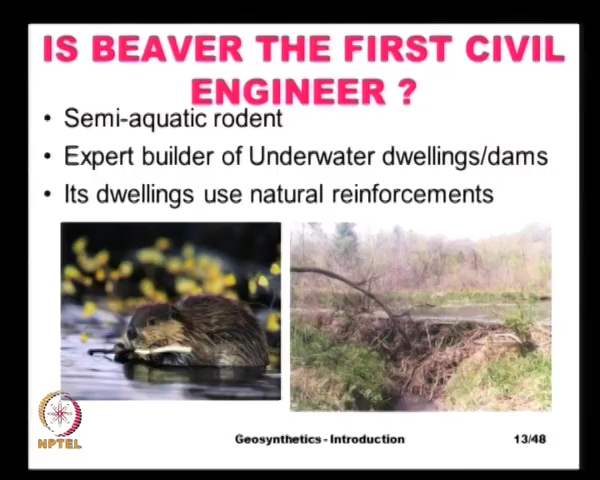 IS BEAVER THE FIRST CIVIL
ENGINEER ?
• Semi-aquatic rodent
• Expert builder of Underwater dwellings/dams
• Its dwellings use natural reinforcements
NPTEL
Geosynthetics - Introduction
13/48